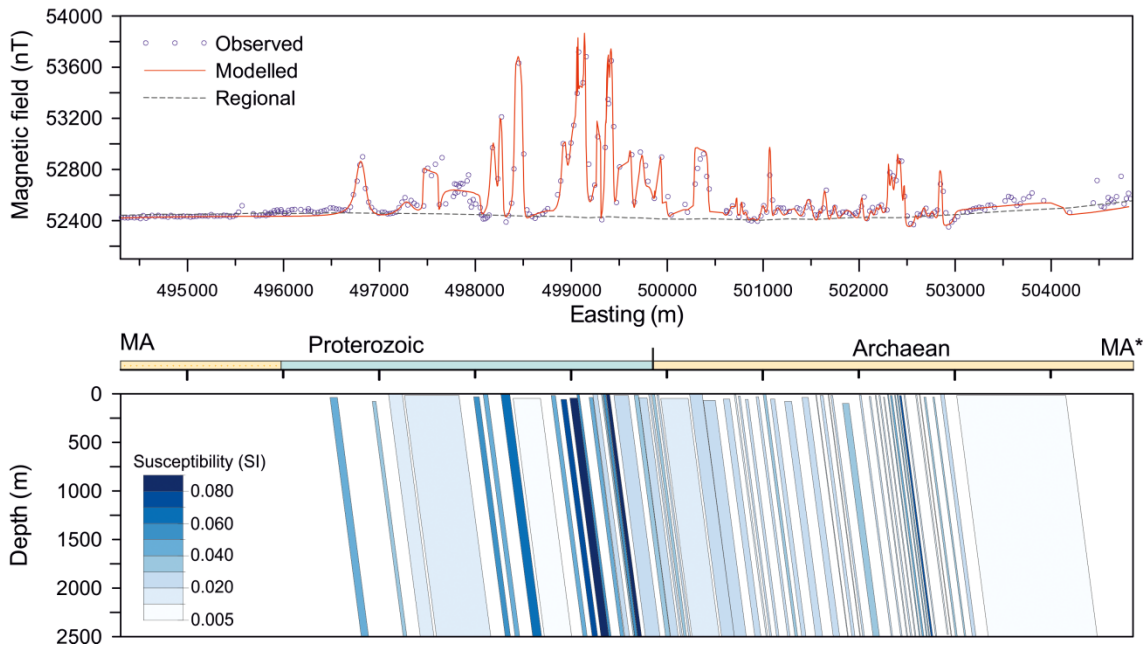 54000
53600
53200
52800
52400
Magnetic field (nT)
Observed
Modelled
Regional
495000 496000 497000 498000 499000 500000 501000 502000 503000 504000
Easting (m)
MA Proterozoic Archaean MA*
0
500
1000
1500
2000
2500
Depth (m)
Susceptibility (SI)
0.080
0.060
0.040
0.020
0.005